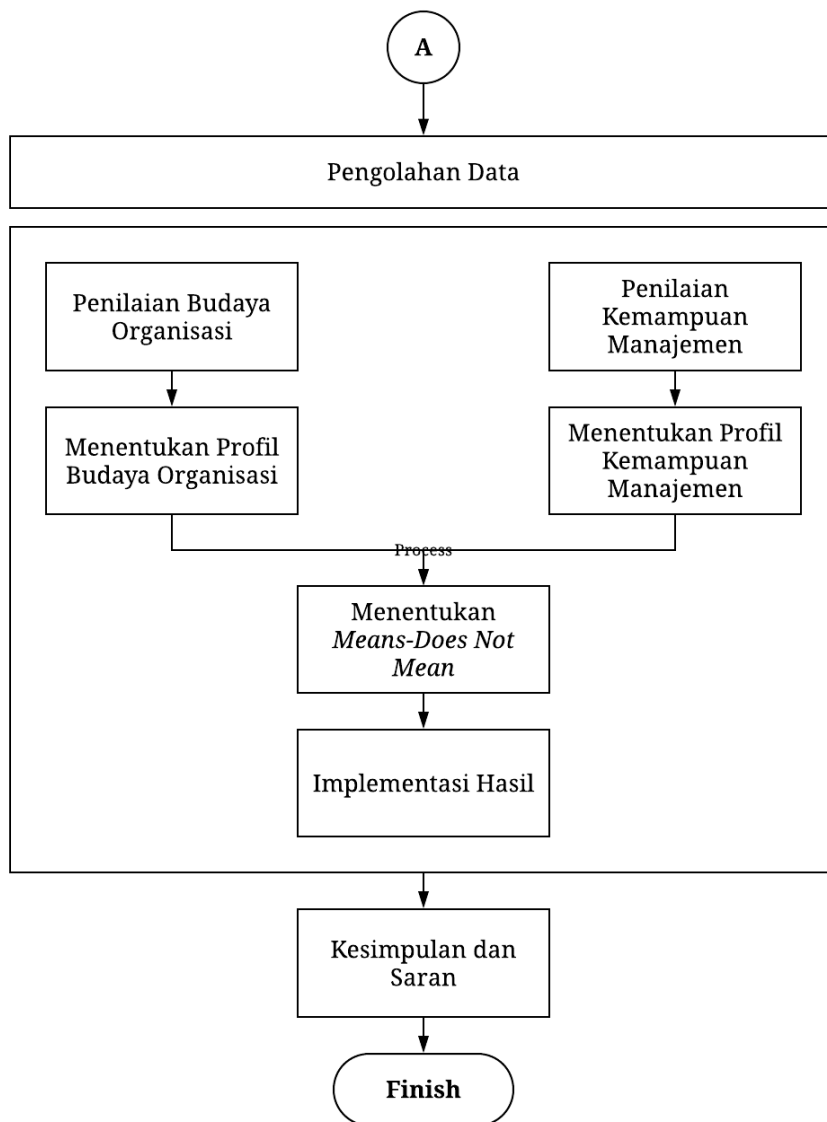 A
Pengolahan Data
Penilaian Budaya
Organisasi
Penilaian
Kemampuan
Manajemen
Menentukan Profil
Budaya Organisasi
Menentukan Profil
Kemampuan
Manajemen
Process
Menentukan
Means-Does Not
Mean
Implementasi Hasil
Kesimpulan dan
Saran
Finish